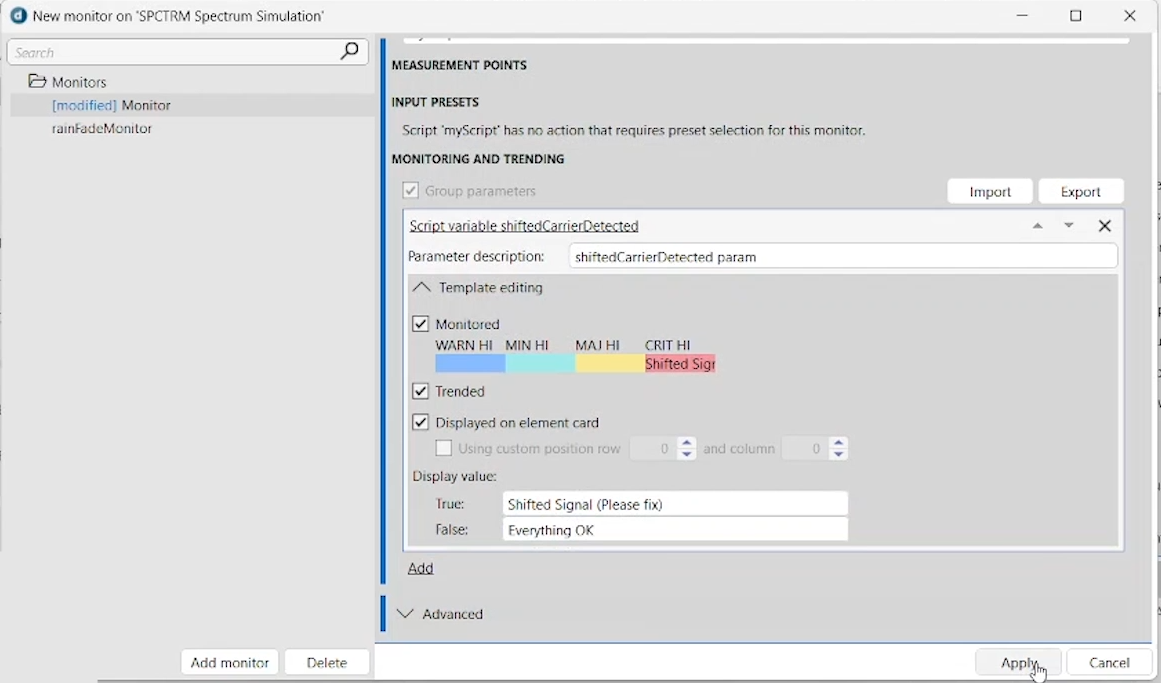 New monitor on 'SPCTRM Spectrum Simulation'
Search
Monitors
[modified] Monitor
rainFadeMonitor
MEASUREMENT POINTS
INPUT PRESETS
Script 'myScript' has no action that requires preset selection for this monitor.
MONITORING AND TRENDING
Group parameters
Import
Export
Script variable shiftedCarrierDetected
Parameter description:
shiftedCarrierDetected param
Template editing
Monitored
WARN HI MIN HI MAJ HI CRIT HI
Shifted Sigr
Trended
Displayed on element card
Using custom position row 0 and column 0
Display value:
True: Shifted Signal (Please fix)
False: Everything OK
Add
Advanced
Add monitor
Delete
Apply
Cancel